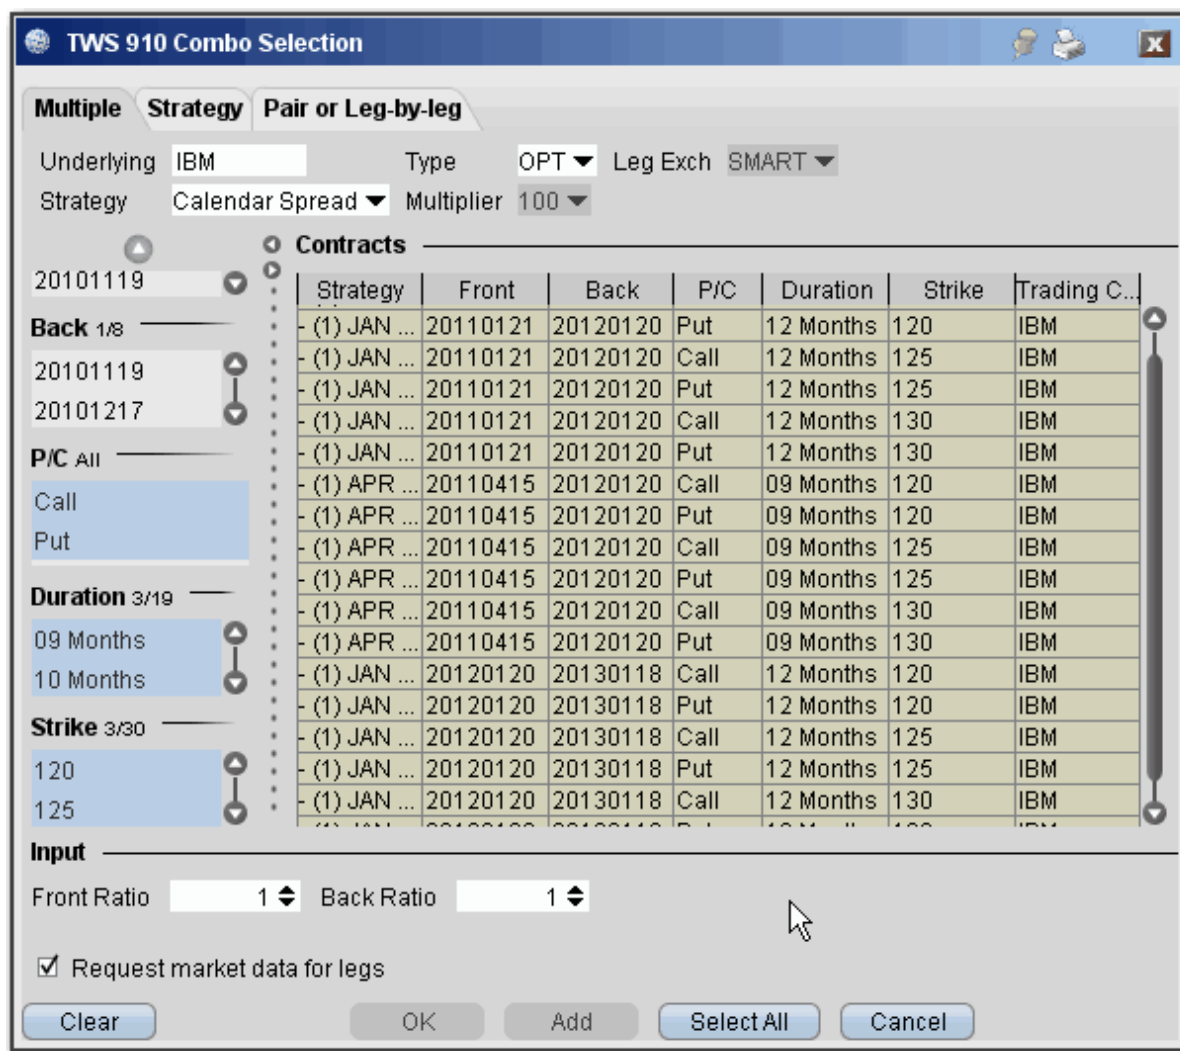 TWS 910 Combo Selection
Multiple Strategy Pair or Leg-by-leg
Underlying IBM Type OPT Leg Exch SMART
Strategy Calendar Spread Multiplier 100
20101119
Back 1/8
20101119
20101217
P/C All
Call
Put
Duration 3/19
09 Months
10 Months
Strike 3/30
120
125
Contracts
Strategy Front Back P/C Duration Strike Trading C...
- (1) JAN ... 20110121 20120120 Put 12 Months 120 IBM
- (1) JAN ... 20110121 20120120 Call 12 Months 125 IBM
- (1) JAN ... 20110121 20120120 Put 12 Months 125 IBM
- (1) JAN ... 20110121 20120120 Call 12 Months 130 IBM
- (1) JAN ... 20110121 20120120 Put 12 Months 130 IBM
- (1) APR ... 20110415 20120120 Call 09 Months 120 IBM
- (1) APR ... 20110415 20120120 Put 09 Months 120 IBM
- (1) APR ... 20110415 20120120 Call 09 Months 125 IBM
- (1) APR ... 20110415 20120120 Put 09 Months 125 IBM
- (1) APR ... 20110415 20120120 Call 09 Months 130 IBM
- (1) APR ... 20110415 20120120 Put 09 Months 130 IBM
- (1) JAN ... 20120120 20130118 Call 12 Months 120 IBM
- (1) JAN ... 20120120 20130118 Put 12 Months 120 IBM
- (1) JAN ... 20120120 20130118 Call 12 Months 125 IBM
- (1) JAN ... 20120120 20130118 Put 12 Months 125 IBM
- (1) JAN ... 20120120 20130118 Call 12 Months 130 IBM
Input
Front Ratio 1 Back Ratio 1
Request market data for legs
Clear OK Add Select All Cancel